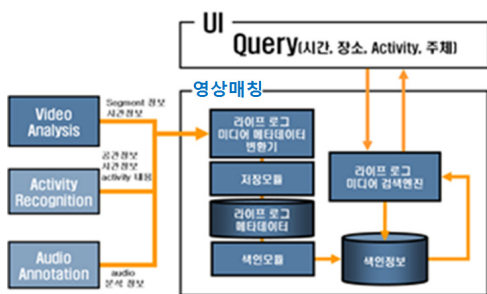 UI
Query(시간, 장소, Activity, 주체)
영상매칭
Video
Analysis
Segment 정보
시간정보
Activity
Recognition
공간정보
시간정보
activity 내용
Audio
Annotation
audio
분석 정보
라이프 로그
미디어 메타데이터
변환기
저장모듈
라이프 로그
메타데이터
색인모듈
라이프 로그
미디어 검색엔진
색인정보